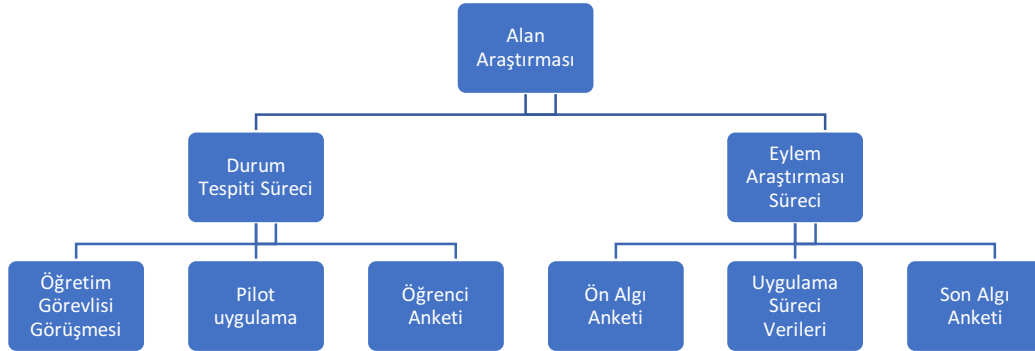 Alan
Araştırması
Durum
Tespiti Süreci
Eylem
Araştırması
Süreci
Öğretim
Görevlisi
Görüşmesi
Pilot
uygulama
Öğrenci
Anketi
Ön Algı
Anketi
Uygulama
Süreci
Verileri
Son Algı
Anketi